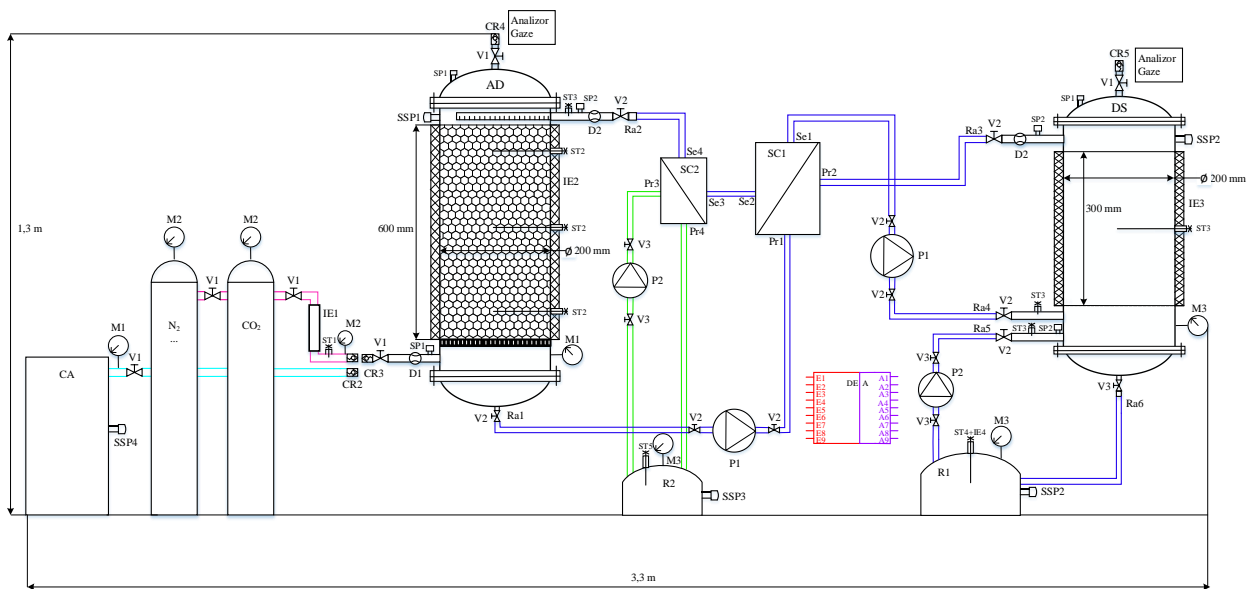 CR4
Analizor
Gaze
V1
SP1
AD
ST3
SP2
V2
SSP1
D2
Ra2
ST2
IE2
ST2
600 mm
Ø 200 mm
ST2
1,3 m
M2
M2
N2
...
CO2
V1
V1
IE1
ST1
M2
M1
V1
CA
SSP4
CR2
CR3
V1
D1
SP1
M1
V2
Ra1
Se4
SC2
Pr3
Se3
Pr4
V3
P2
V3
Se1
SC1
Pr2
Se2
Pr1
V2
P1
V2
V2
P1
V2
ST5
M3
R2
SSP3
E1
E2
E3
E4
E5
E6
E7
E8
E9
DE
A
A1
A2
A3
A4
A5
A6
A7
A8
A9
CR5
Analizor
Gaze
V1
SP1
DS
Ra3
V2
SP2
D2
SSP2
Ø 200 mm
IE3
300 mm
ST3
Ra4
V2
ST3
Ra5
ST3
SP2
V2
M3
V3
P2
V3
V3
Ra6
ST4+IE4
M3
R1
SSP2
3,3 m